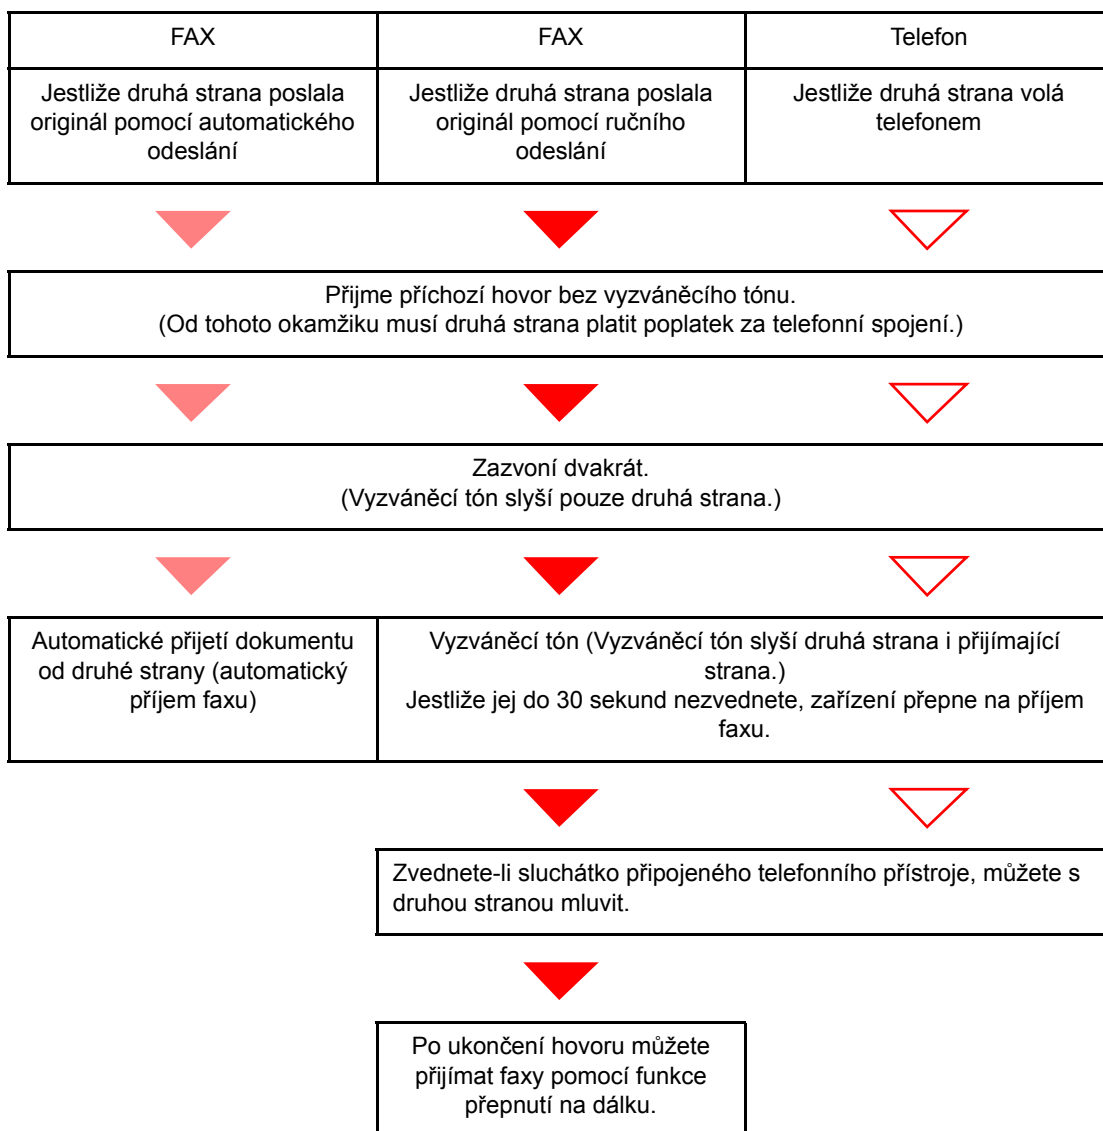 FAX
FAX
Telefon
Jestliže druhá strana poslala
originál pomocí automatického
odeslání
Jestliže druhá strana poslala
originál pomocí ručního
odeslání
Jestliže druhá strana volá
telefonem
Přijme příchozí hovor bez vyzváněcího tónu.
(Od tohoto okamžiku musí druhá strana platit poplatek za telefonní spojení.)
Zazvoní dvakrát.
(Vyzváněcí tón slyší pouze druhá strana.)
Automatické přijetí dokumentu
od druhé strany (automatický
příjem faxu)
Vyzváněcí tón (Vyzváněcí tón slyší druhá strana i přijímající
strana.)
Jestliže jej do 30 sekund nezvednete, zařízení přepne na příjem
faxu.
Zvednete-li sluchátko připojeného telefonního přístroje, můžete s
druhou stranou mluvit.
Po ukončení hovoru můžete
přijímat faxy pomocí funkce
přepnutí na dálku.